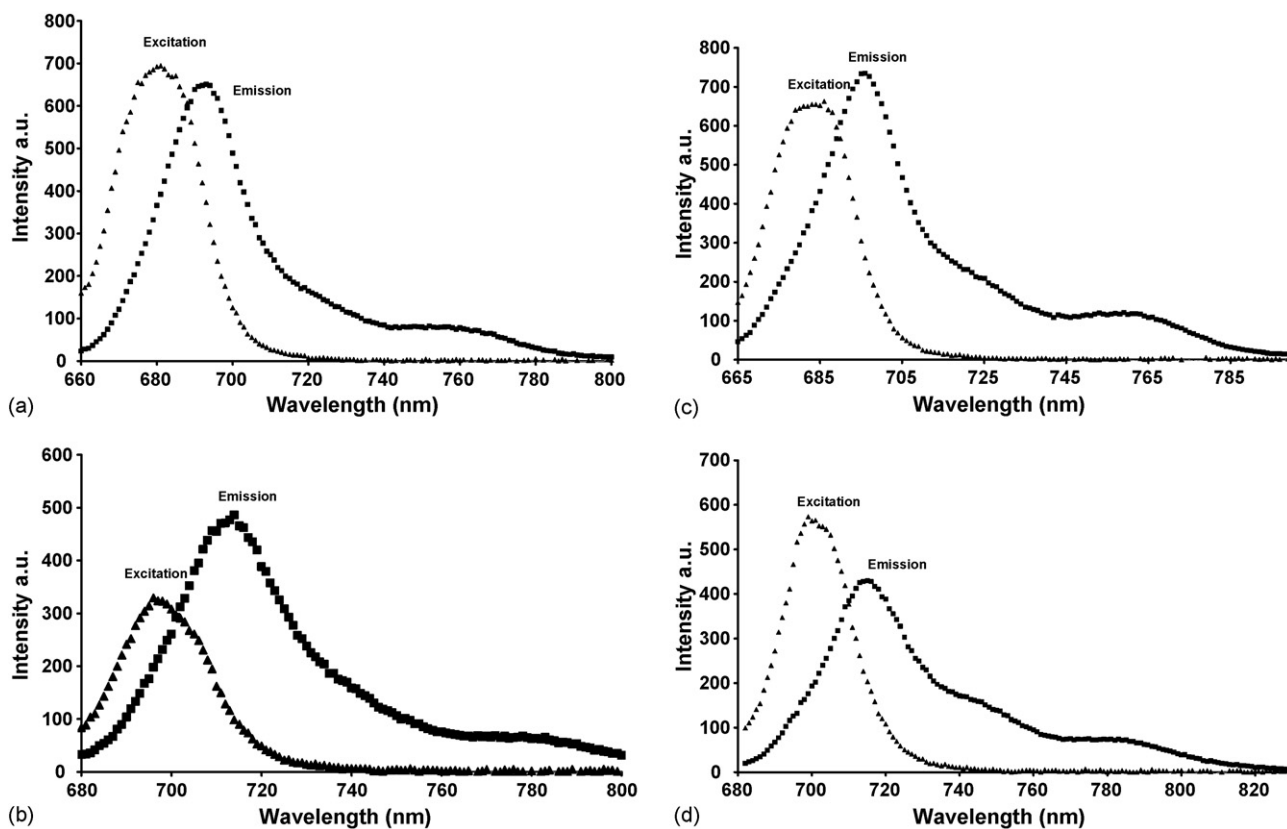 800
700
600
500
400
300
200
100
0
Intensity a.u.
Excitation
Emission
660 680 700 720 740 760 780 800
Wavelength (nm)
(a)
800
700
600
500
400
300
200
100
0
Intensity a.u.
Excitation
Emission
665 685 705 725 745 765 785
Wavelength (nm)
(c)
600
500
400
300
200
100
0
Intensity a.u.
Excitation
Emission
680 700 720 740 760 780 800
Wavelength (nm)
(b)
700
600
500
400
300
200
100
0
Intensity a.u.
Excitation
Emission
680 700 720 740 760 780 800 820
Wavelength (nm)
(d)